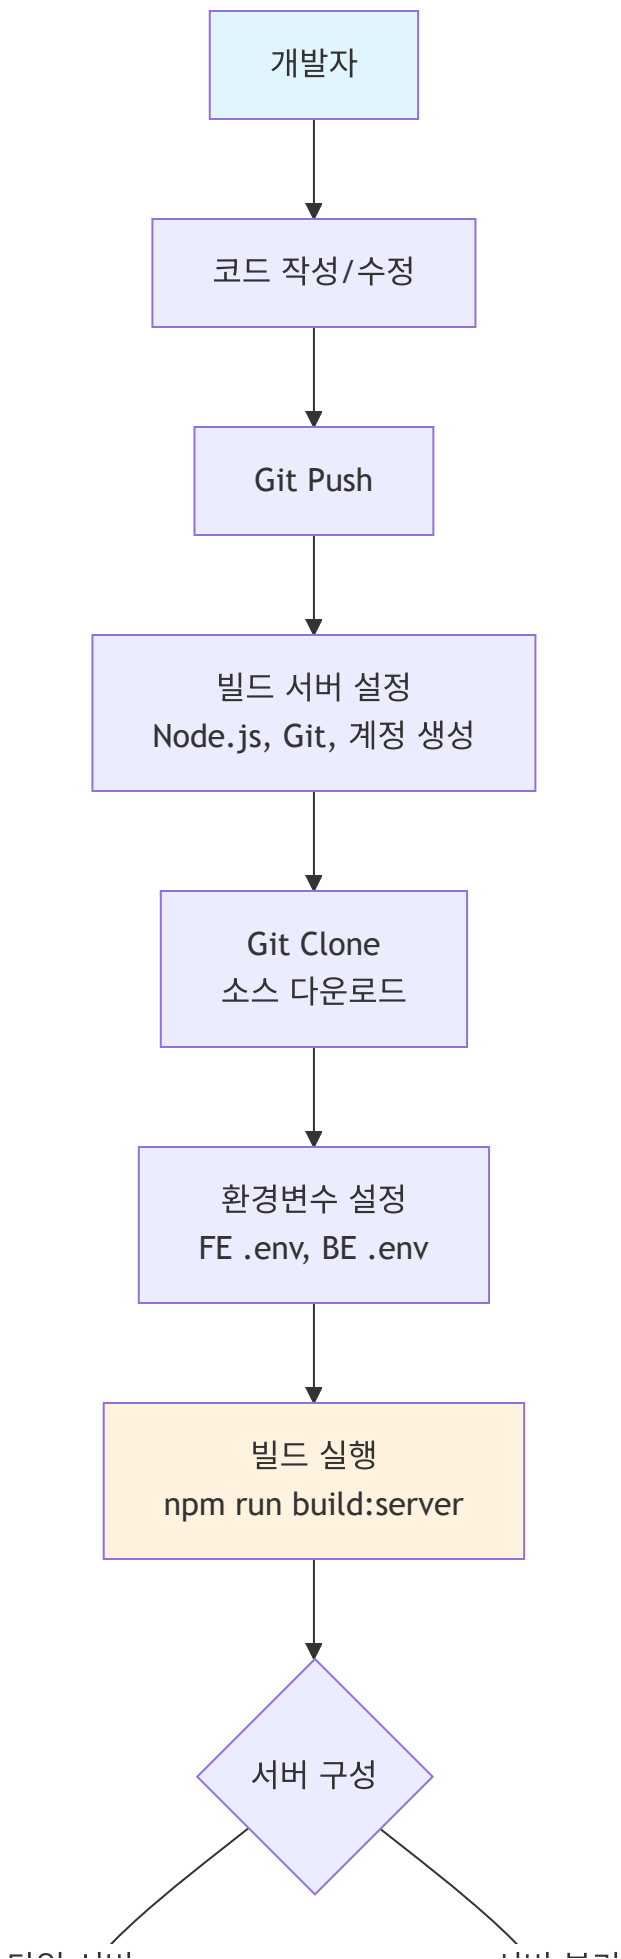 개발자
코드 작성/수정
Git Push
빌드 서버 설정
Node.js, Git, 계정 생성
Git Clone
소스 다운로드
환경변수 설정
FE .env, BE .env
빌드 실행
npm run build:server
서버 구성